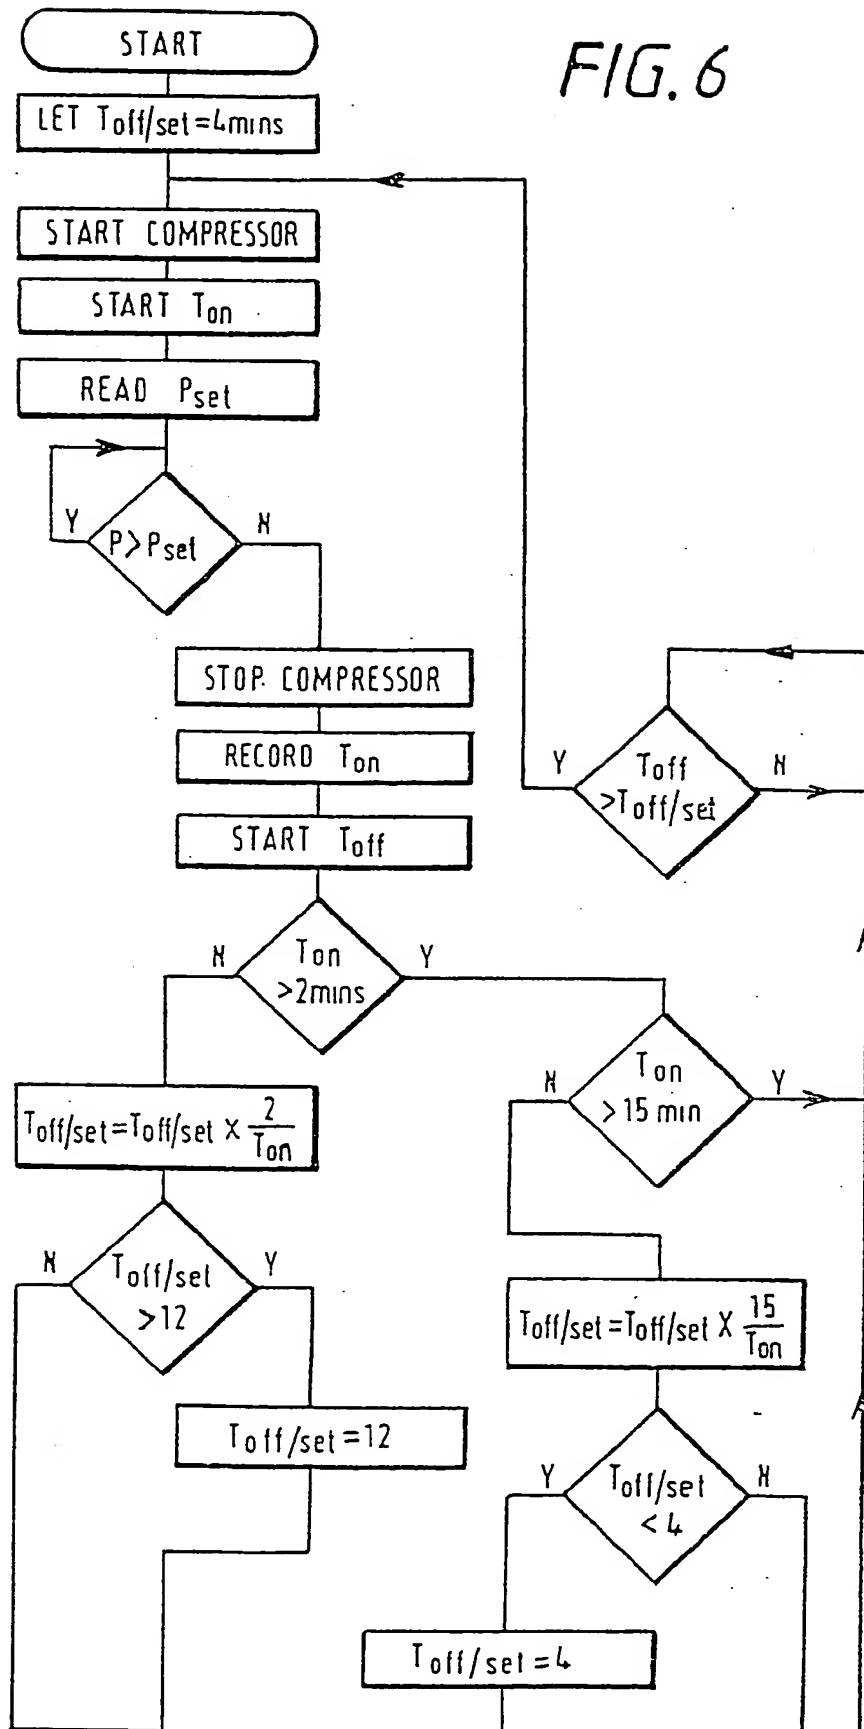 FIG. 6
START
LET Toff/set=4mins
START COMPRESSOR
START Ton
READ Pset
P>Pset
Y
N
STOP. COMPRESSOR
RECORD Ton
START Toff
Toff
>Toff/set
Y
N
Ton
>2mins
N
Y
Ton
>15 min
N
Y
Toff/set=Toff/set x 2/Ton
Toff/set
>12
N
Y
Toff/set=12
Toff/set=Toff/set X 15/Ton
Toff/set
<4
Y
N
Toff/set=4